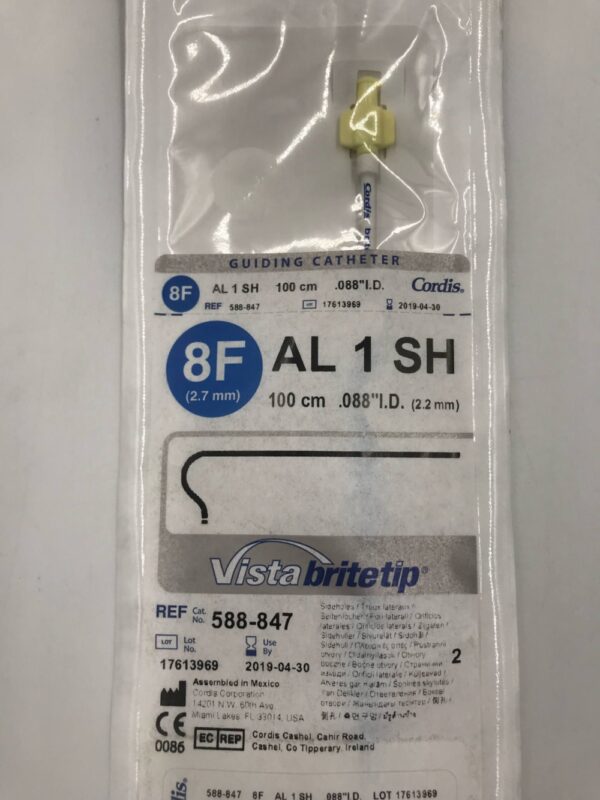 Cordis
GUIDING CATHETER
8F AL 1 SH 100 cm .088"I.D. Cordis®
REF 588-847 LOT 17613969 2019-04-30
8F
(2.7 mm)
AL 1 SH
100 cm .088"I.D. (2.2 mm)
Vista britetip®
REF Cat. No. 588-847
LOT Lot No.
Use By
17613969 2019-04-30
Sideholes / Trous latéraux /
2
Assembled in Mexico
Cordis Corporation
14201 N.W. 60th Ave.
Miami Lakes, FL 33014, USA
CE
0086
EC REP
Cordis Cashel, Cahir Road,
Cashel, Co Tipperary, Ireland
588-847 8F AL 1 SH .088"I.D. LOT 17613969